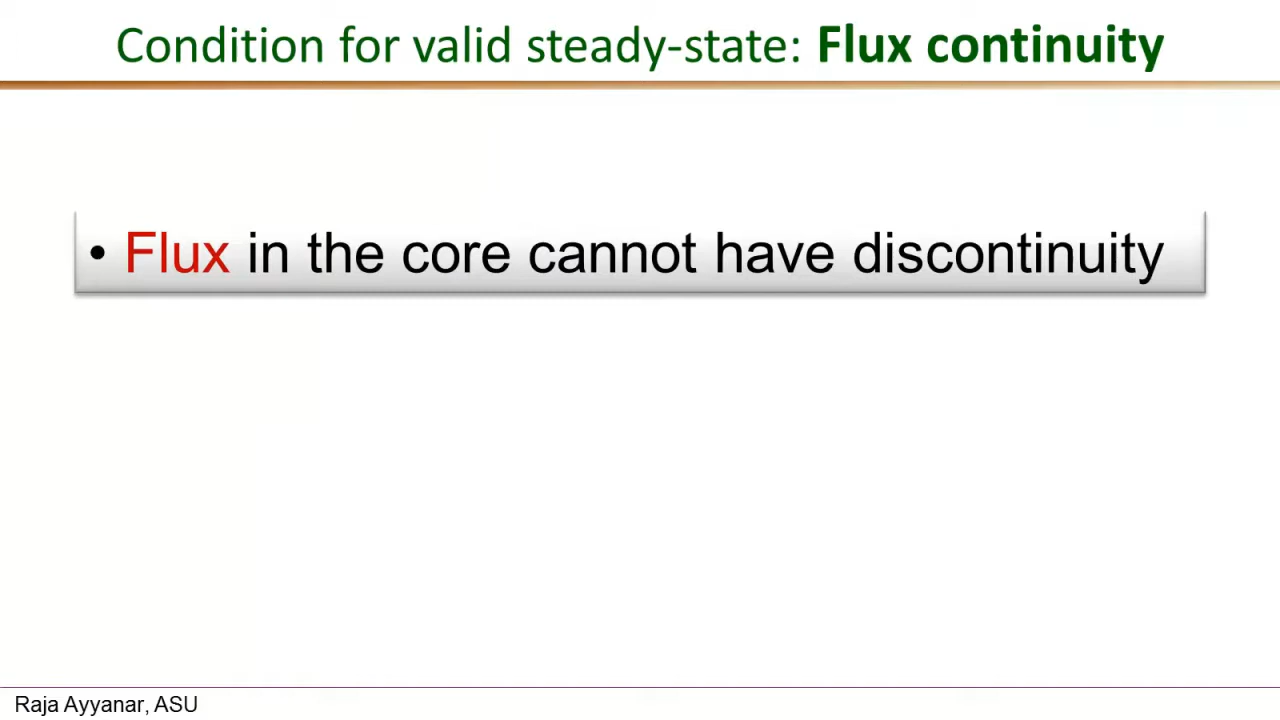 Condition for valid steady-state: Flux continuity
• Flux in the core cannot have discontinuity
Raja Ayyanar, ASU